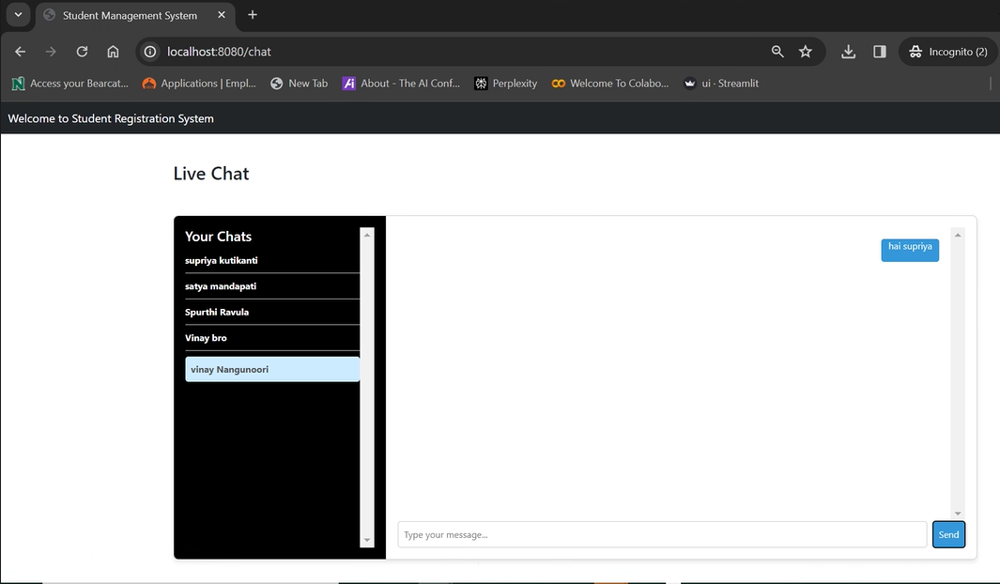 Student Management System
localhost:8080/chat
Incognito (2)
Access your Bearcat...
Applications | Empl...
New Tab
About - The AI Conf...
Perplexity
Welcome To Colabo...
ui · Streamlit
Welcome to Student Registration System
Live Chat
Your Chats
supriya kutikanti
satya mandapati
Spurthi Ravula
Vinay bro
vinay Nangunoori
hai supriya
Type your message...
Send